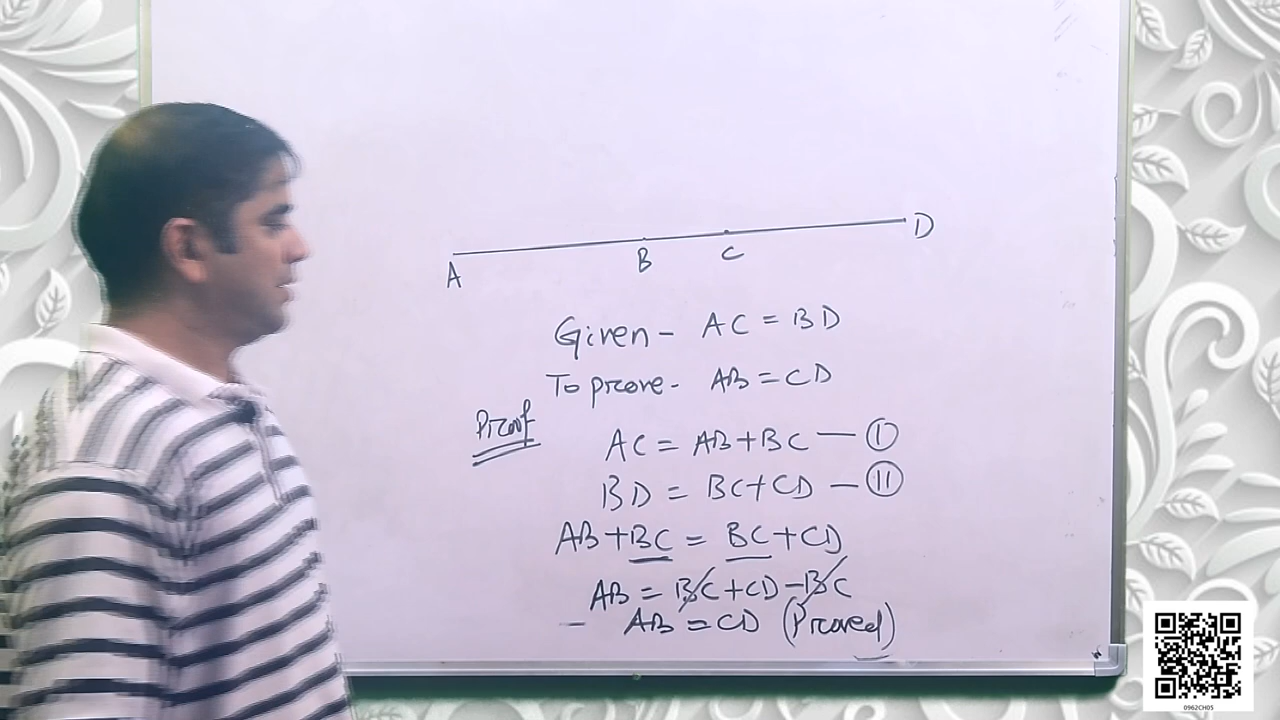 A B C D
Given - AC = BD
To prove - AB = CD
Proof
AC = AB + BC — I
BD = BC + CD — II
AB + BC = BC + CD
AB = BC + CD - BC
- AB = CD (Proved)
0962CH05